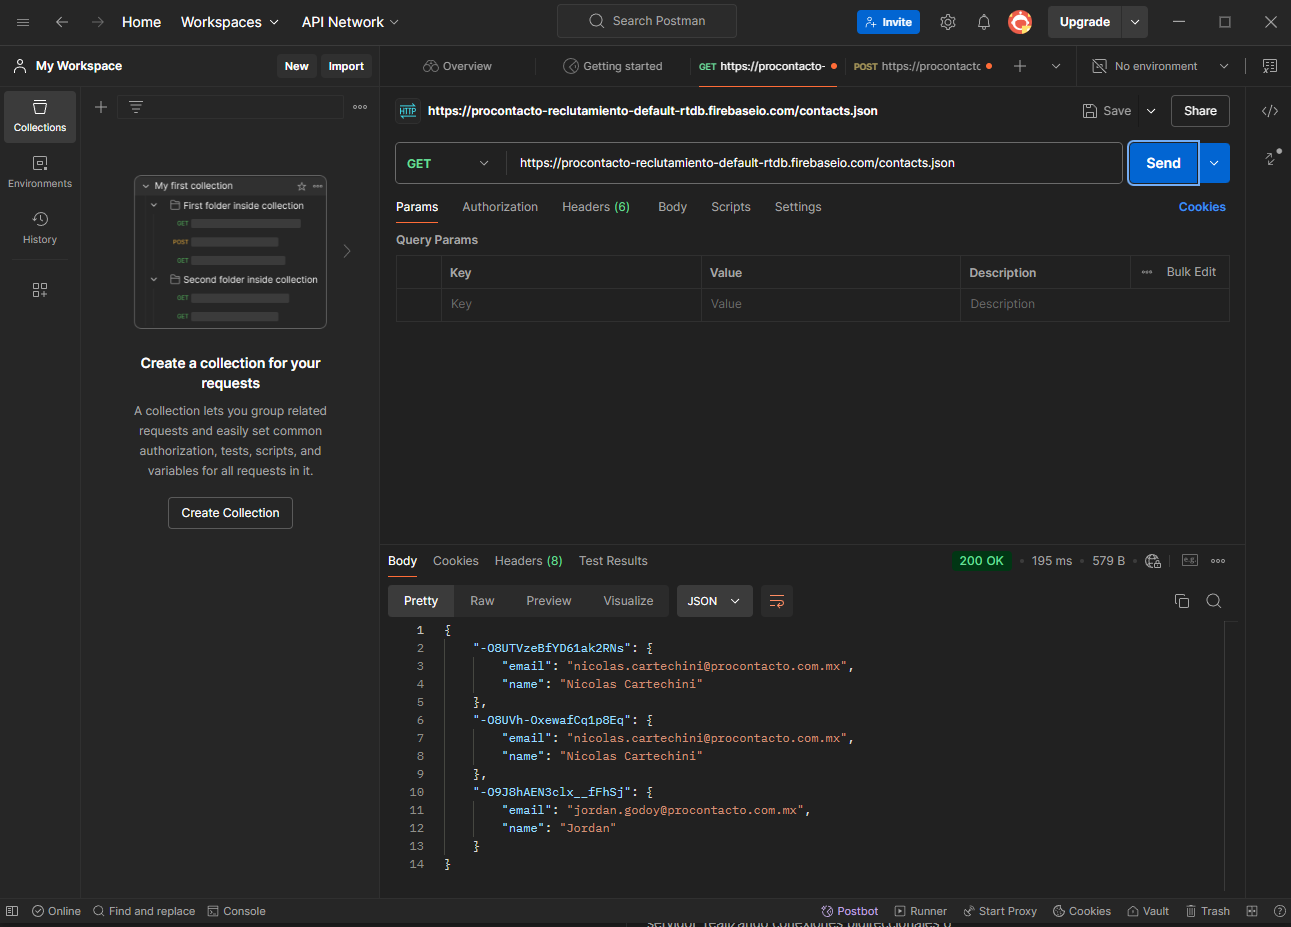 Home Workspaces API Network Search Postman Invite Upgrade
My Workspace New Import Overview Getting started GET https://procontacto- POST https://procontactc No environment
Collections
Environments
History
My first collection
First folder inside collection
GET
POST
GET
Second folder inside collection
GET
GET
Create a collection for your
requests
A collection lets you group related
requests and easily set common
authorization, tests, scripts, and
variables for all requests in it.
Create Collection
HTTP https://procontacto-reclutamiento-default-rtdb.firebaseio.com/contacts.json Save Share
GET https://procontacto-reclutamiento-default-rtdb.firebaseio.com/contacts.json Send
Params Authorization Headers (6) Body Scripts Settings Cookies
Query Params
Key Value Description Bulk Edit
Key Value Description
Body Cookies Headers (8) Test Results 200 OK 195 ms 579 B e.g.
Pretty Raw Preview Visualize JSON
1 {
2 "-O8UTVzeBfYD61ak2RNs": {
3 "email": "nicolas.cartechini@procontacto.com.mx",
4 "name": "Nicolas Cartechini"
5 },
6 "-O8UVh-OxewafCq1p8Eq": {
7 "email": "nicolas.cartechini@procontacto.com.mx",
8 "name": "Nicolas Cartechini"
9 },
10 "-O9J8hAEN3clx__fFhSj": {
11 "email": "jordan.godoy@procontacto.com.mx",
12 "name": "Jordan"
13 }
14 }
Online Find and replace Console Postbot Runner Start Proxy Cookies Vault Trash